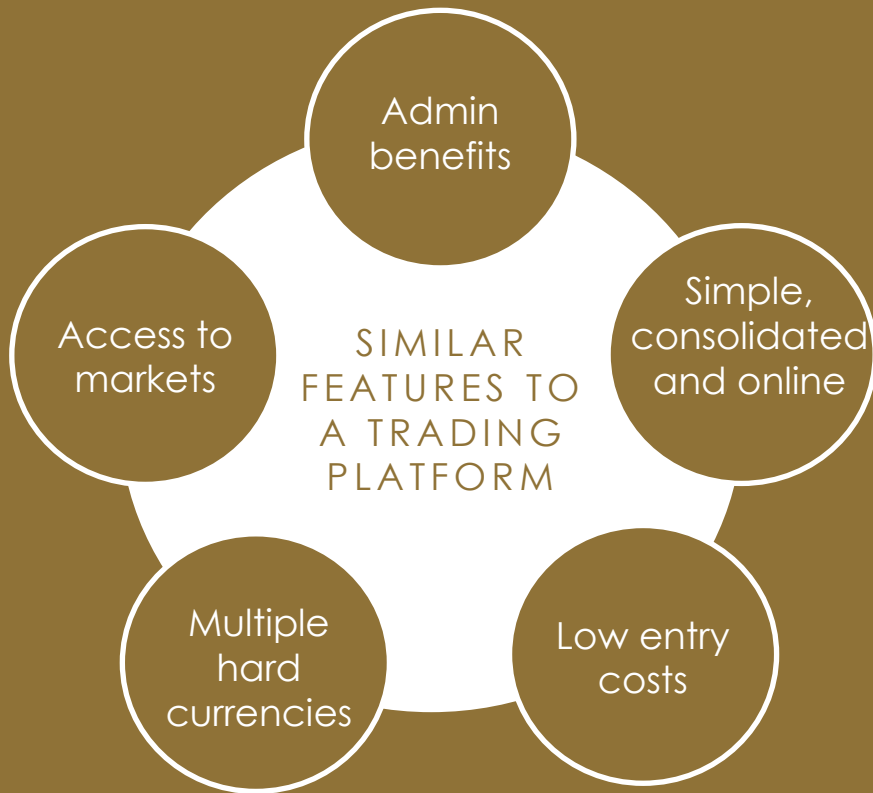 Admin
benefits
Simple,
consolidated
and online
Low entry
costs
Multiple
hard
currencies
Access to
markets
SIMILAR
FEATURES TO
A TRADING
PLATFORM